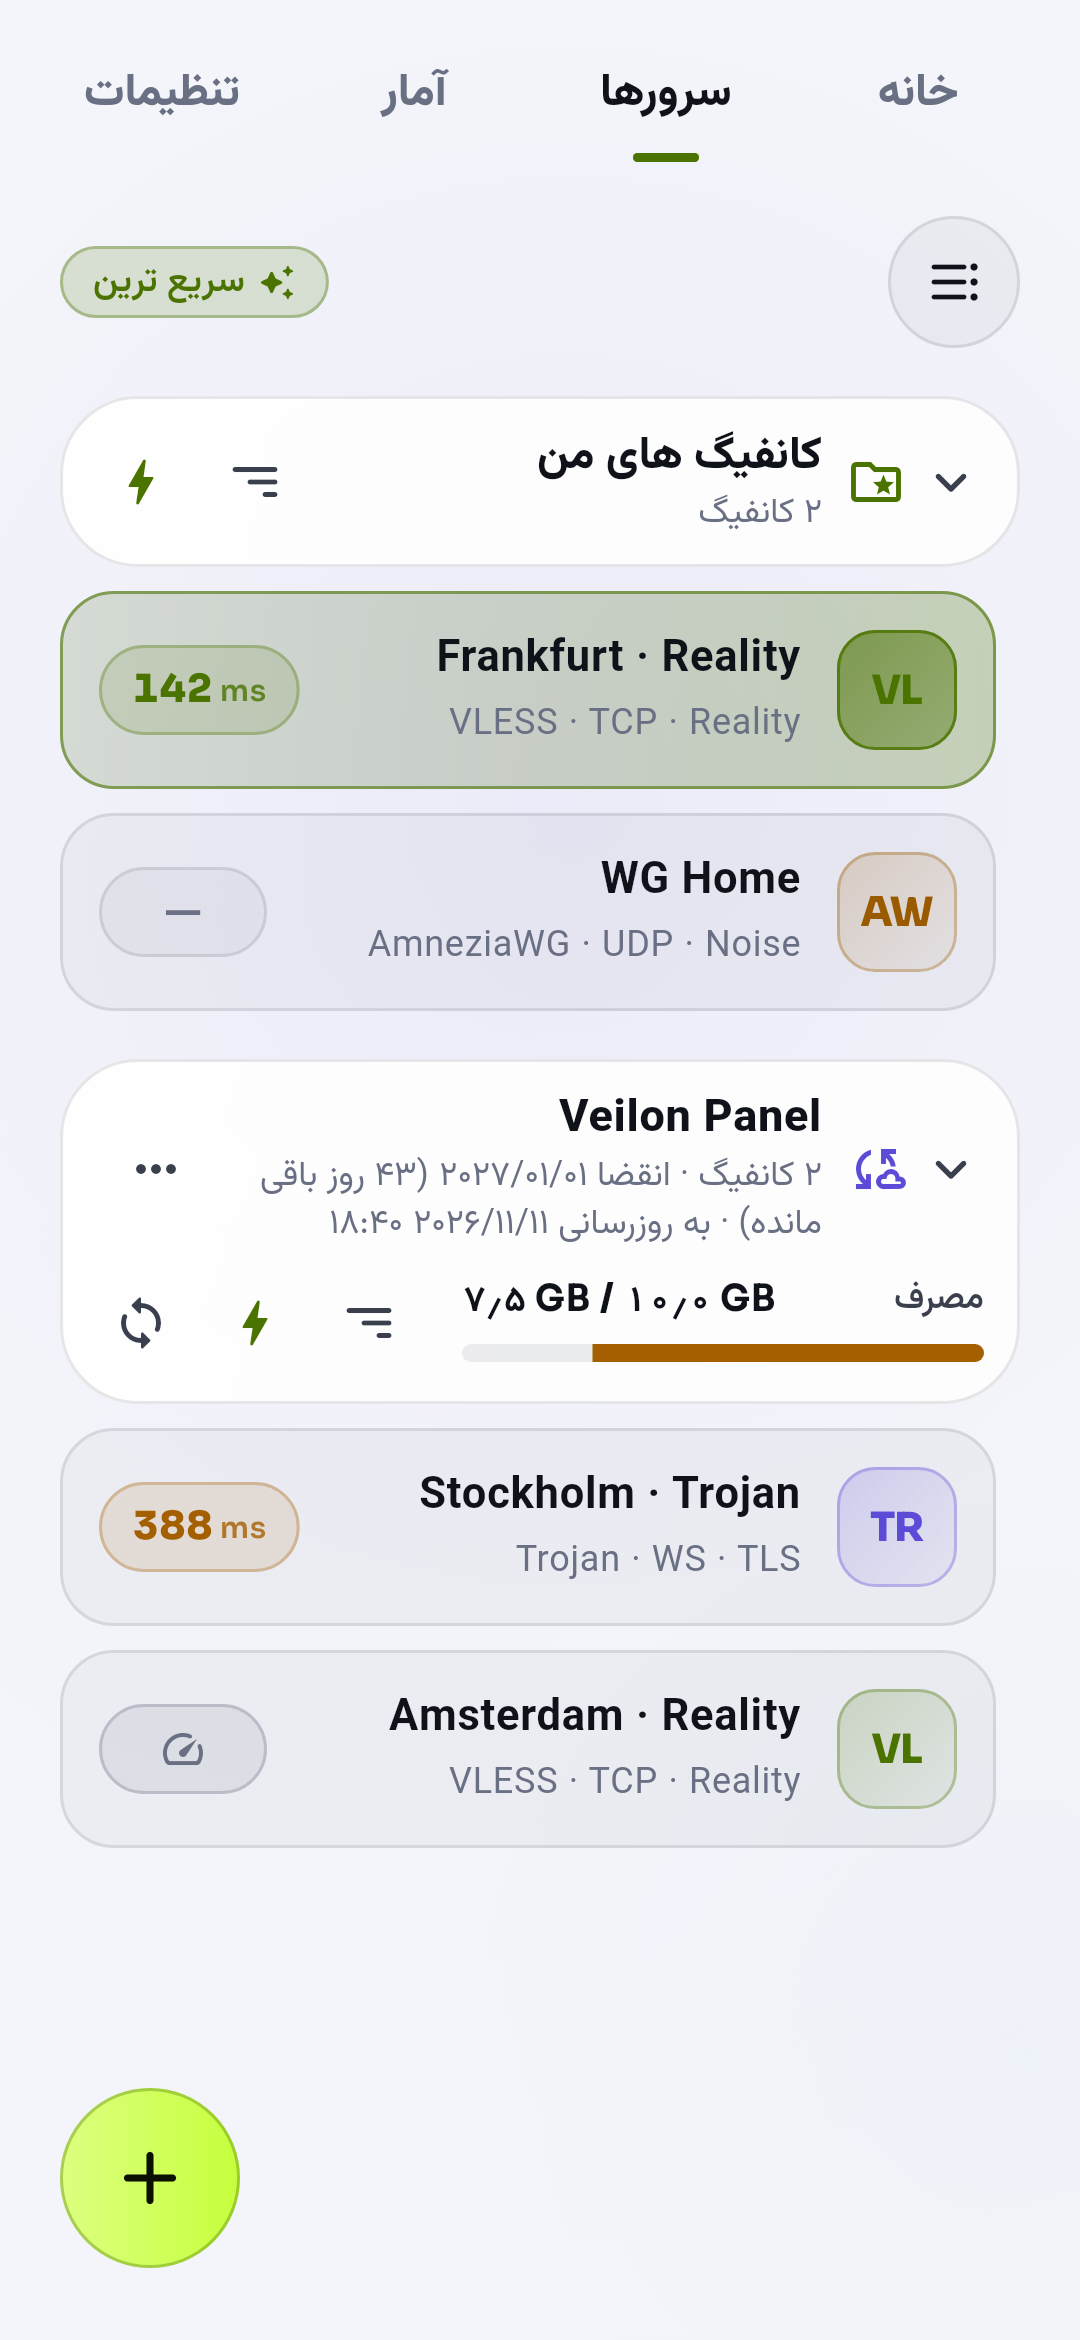 خانه
سرورها
آمار
تنظیمات
سریع ترین
کانفیگ های من
۲ کانفیگ
VL
Frankfurt · Reality
VLESS · TCP · Reality
142 ms
AW
WG Home
AmneziaWG · UDP · Noise
—
Veilon Panel
۲ کانفیگ · انقضا ۲۰۲۷/۰۱/۰۱ (۴۳ روز باقی
مانده) · به روزرسانی ۲۰۲۶/۱۱/۱۱ ۱۸:۴۰
مصرف
۷٫۵ GB / ۱۰٫۰ GB
TR
Stockholm · Trojan
Trojan · WS · TLS
388 ms
VL
Amsterdam · Reality
VLESS · TCP · Reality